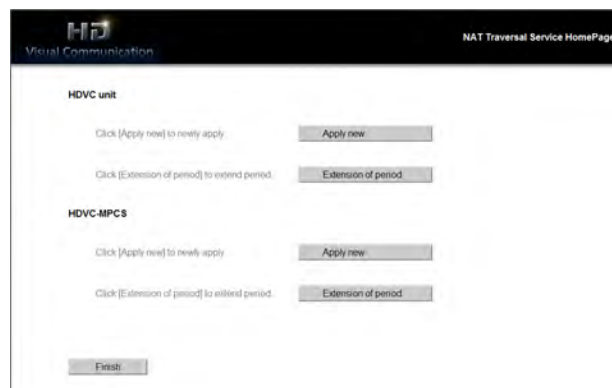 HD
Visual Communication
NAT Traversal Service HomePage
HDVC unit
Click [Apply new] to newly apply.
Apply new
Click [Extension of period] to extend period.
Extension of period
HDVC-MPCS
Click [Apply new] to newly apply.
Apply new
Click [Extension of period] to extend period.
Extension of period
Finish